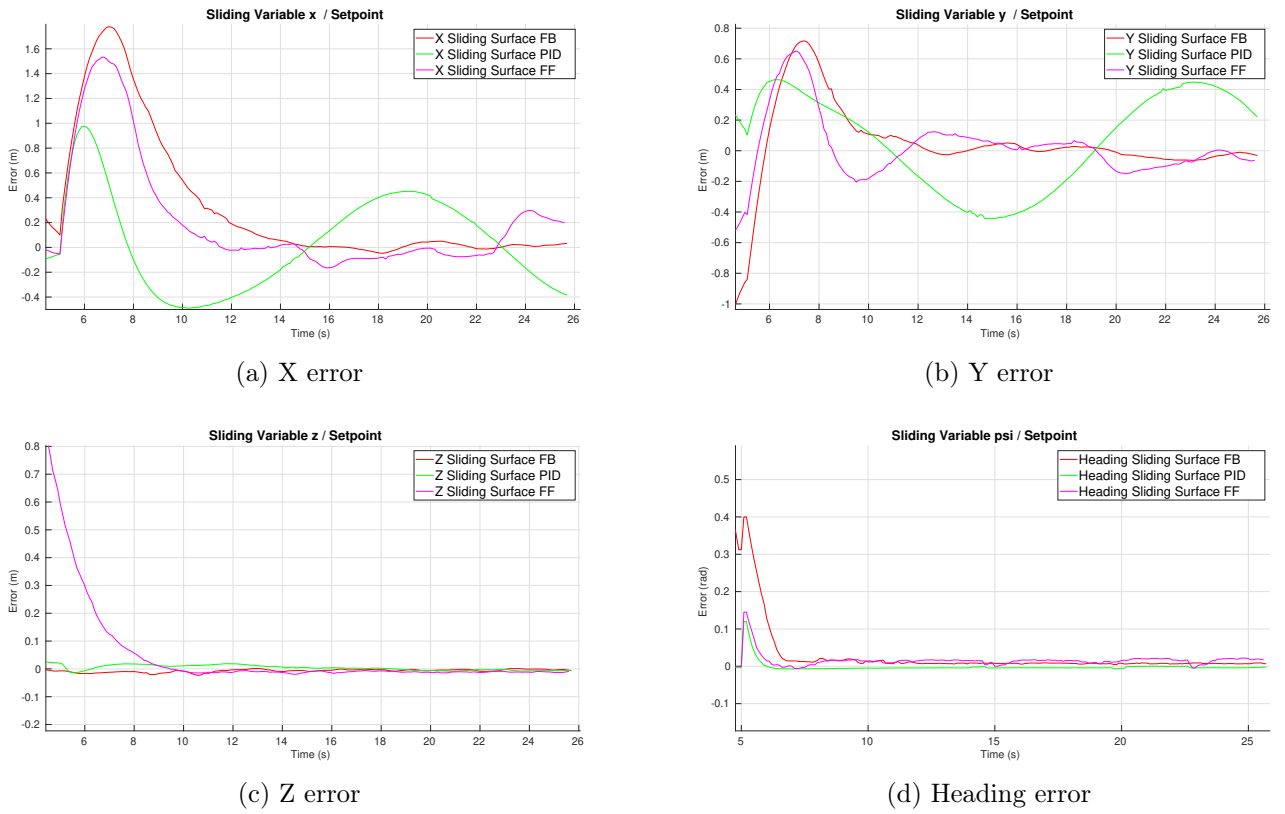 Sliding Variable x / Setpoint
X Sliding Surface FB
X Sliding Surface PID
X Sliding Surface FF
Error (m)
1.6
1.4
1.2
1
0.8
0.6
0.4
0.2
0
-0.2
-0.4
6 8 10 12 14 16 18 20 22 24 26
Time (s)
(a) X error
Sliding Variable y / Setpoint
Y Sliding Surface FB
Y Sliding Surface PID
Y Sliding Surface FF
Error (m)
0.8
0.6
0.4
0.2
0
-0.2
-0.4
-0.6
-0.8
-1
6 8 10 12 14 16 18 20 22 24 26
Time (s)
(b) Y error
Sliding Variable z / Setpoint
Z Sliding Surface FB
Z Sliding Surface PID
Z Sliding Surface FF
Error (m)
0.8
0.7
0.6
0.5
0.4
0.3
0.2
0.1
0
-0.1
-0.2
6 8 10 12 14 16 18 20 22 24 26
Time (s)
(c) Z error
Sliding Variable psi / Setpoint
Heading Sliding Surface FB
Heading Sliding Surface PID
Heading Sliding Surface FF
Error (rad)
0.5
0.4
0.3
0.2
0.1
0
-0.1
5 10 15 20 25
Time (s)
(d) Heading error